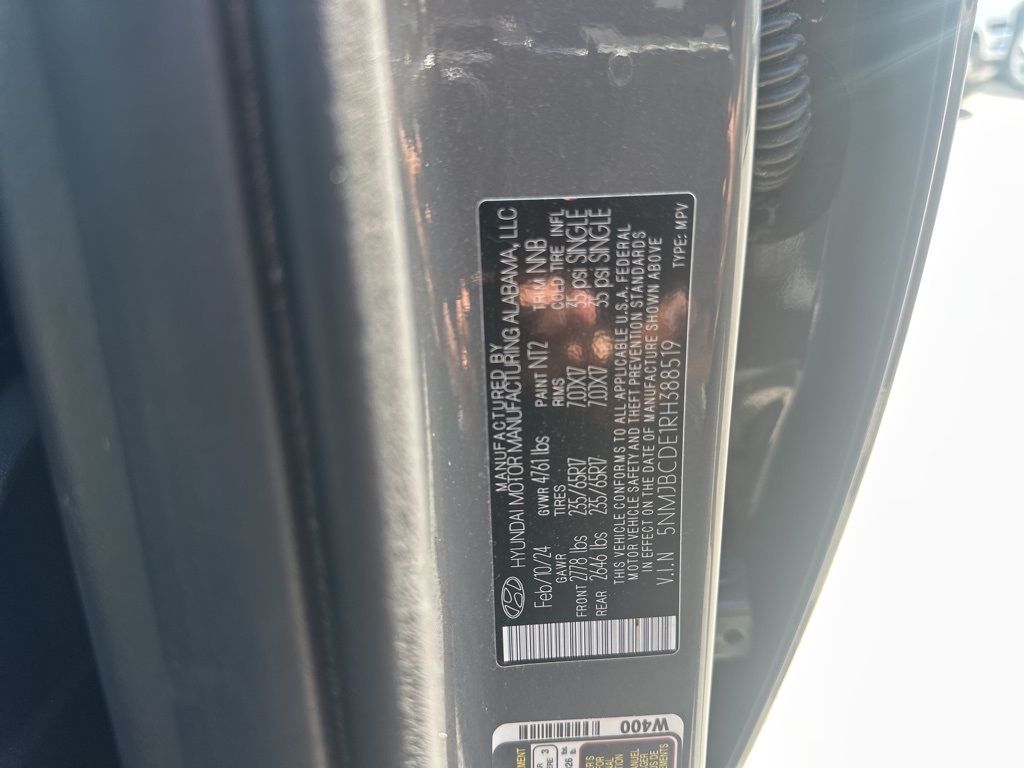 MANUFACTURED BY
HYUNDAI MOTOR MANUFACTURING ALABAMA, LLC
Feb/10/24 GVWR 4761 lbs PAINT NT2 TRIM NNB
GAWR TIRES RIMS COLD TIRE INFL
FRONT 2778 lbs 235/65R17 7.0JX17 35 psi SNGLE
REAR 2646 lbs 235/65R17 7.0JX17 35 psi SNGLE
THIS VEHICLE CONFORMS TO ALL APPLICABLE U.S.A. FEDERAL
MOTOR VEHICLE SAFETY AND THEFT PREVENTION STANDARDS
IN EFFECT ON THE DATE OF MANUFACTURE SHOWN ABOVE
V.I.N 5NMJBCDE1RH388519 TYPE: MPV
W400